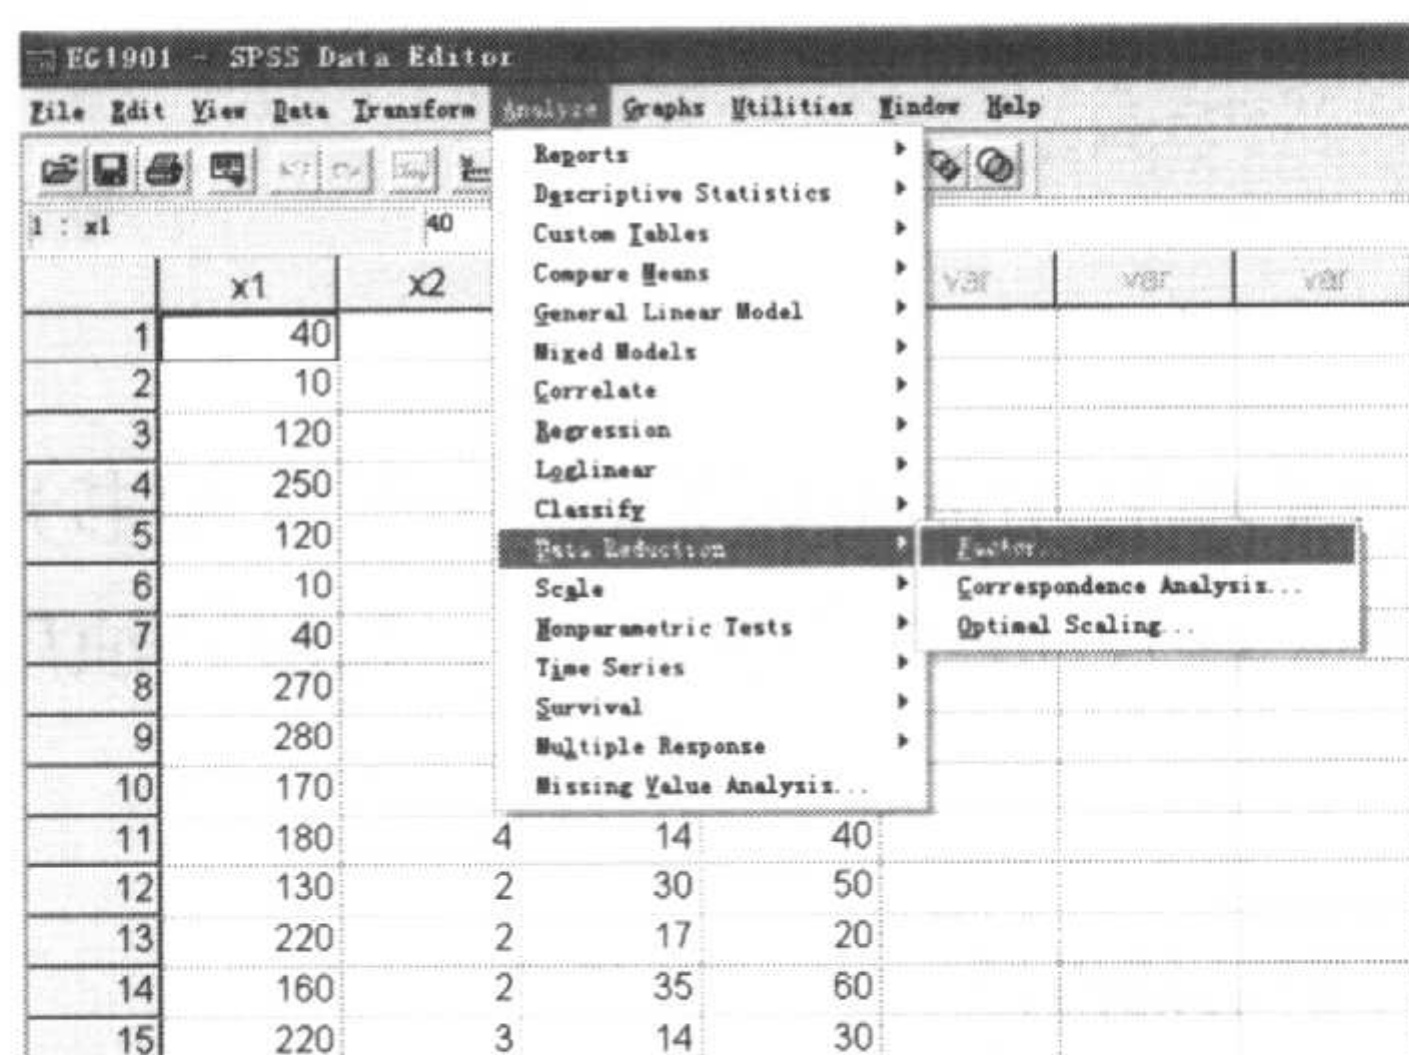 EG1901 - SPSS Data Editor
File Edit View Data Transform Analyze Graphs Utilities Window Help
1 : x1 40
x1 x2 var var var
1 40
2 10
3 120
4 250
5 120
6 10
7 40
8 270
9 280
10 170
11 180 4 14 40
12 130 2 30 50
13 220 2 17 20
14 160 2 35 60
15 220 3 14 30
Reports
Descriptive Statistics
Custom Tables
Compare Means
General Linear Model
Mixed Models
Correlate
Regression
Loglinear
Classify
Data Reduction
Scale
Nonparametric Tests
Time Series
Survival
Multiple Response
Missing Value Analysis...
Factor...
Correspondence Analysis...
Optimal Scaling...